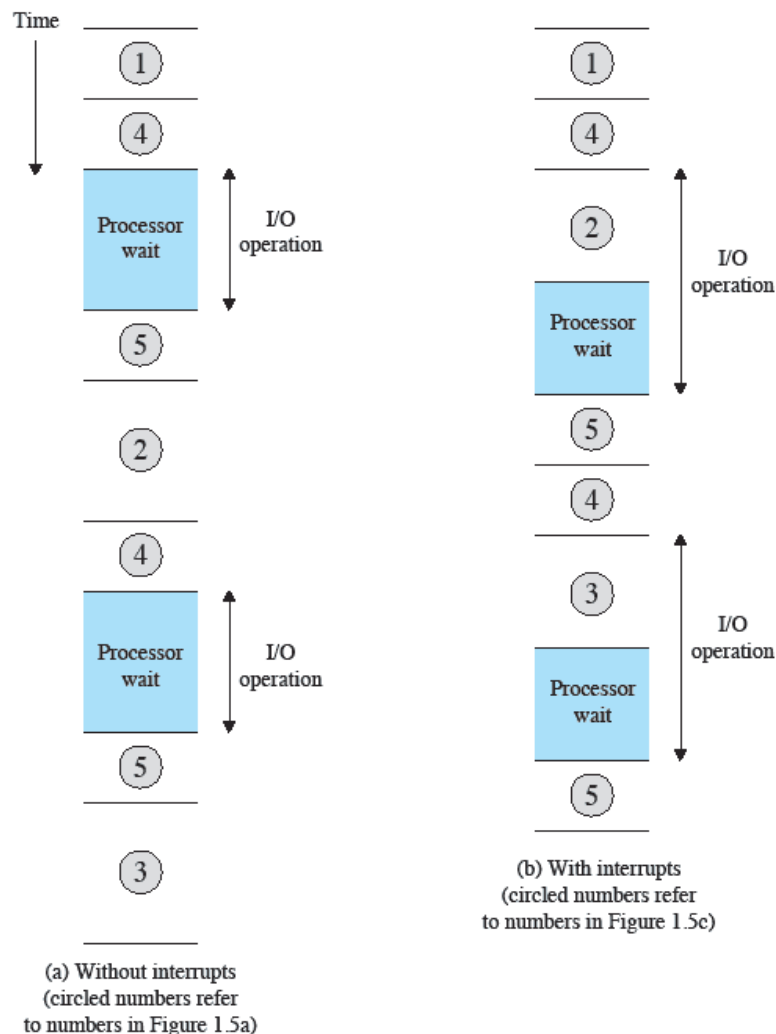 Time
1
4
Processor
wait
I/O
operation
5
2
4
Processor
wait
I/O
operation
5
3
(a) Without interrupts
(circled numbers refer
to numbers in Figure 1.5a)
1
4
2
I/O
operation
Processor
wait
5
4
3
I/O
operation
Processor
wait
5
(b) With interrupts
(circled numbers refer
to numbers in Figure 1.5c)